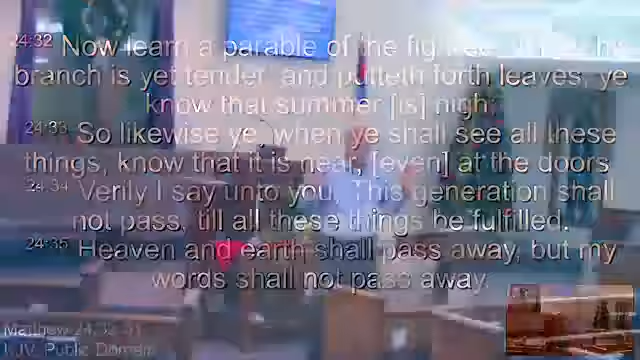 24:32 Now learn a parable of the fig
branch is yet tender, and putteth forth leaves, ye
know that summer [is] nigh:
24:33 So likewise ye, when ye shall see all these
things, know that it is near, [even] at the doors
24:34 Verily I say unto you, This generation shall
not pass, till all these things be fulfilled.
24:35 Heaven and earth shall pass away, but my
words shall not pass away.
Matthew 24:32-
KJV, Public Domain